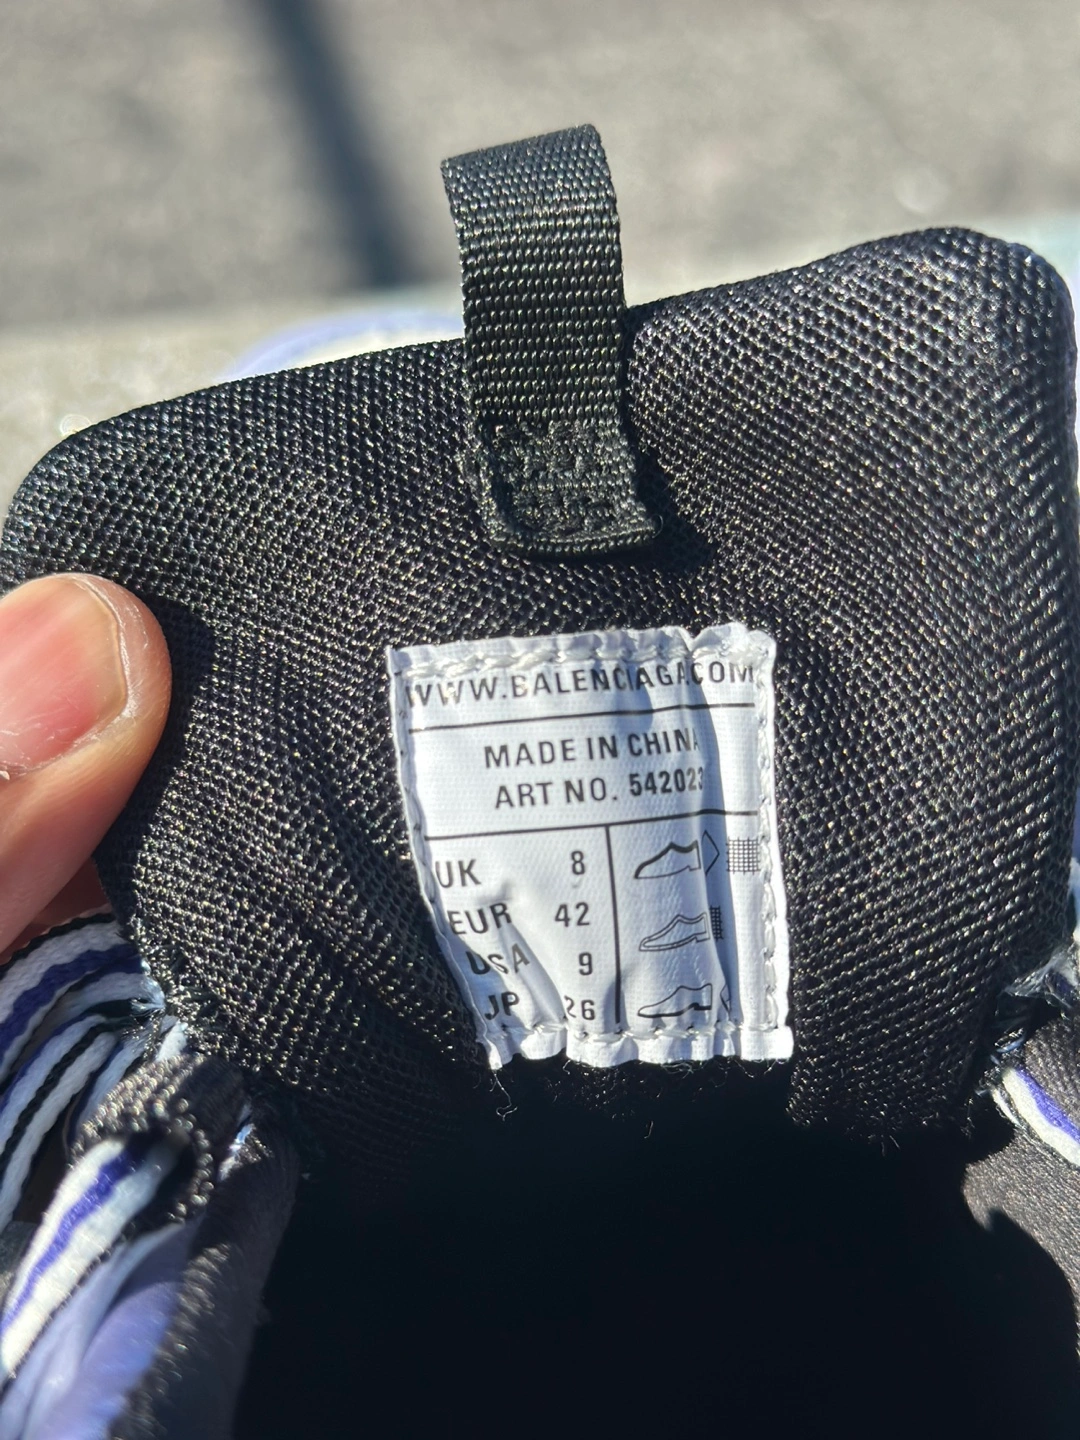 WWW.BALENCIAGA.COM
MADE IN CHINA
ART NO. 542023
UK 8
EUR 42
USA 9
JP 26